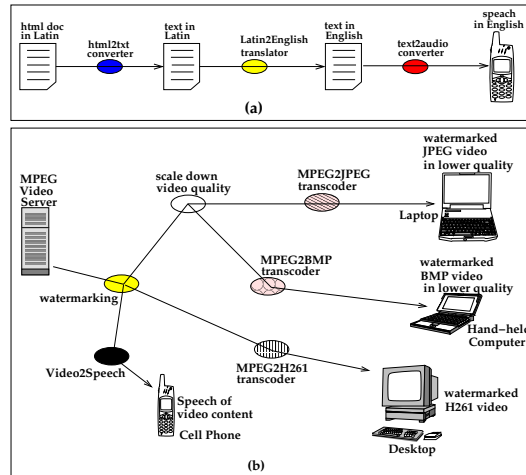 html doc
in Latin
html2txt
converter
text in
Latin
Latin2English
translator
text in
English
text2audio
converter
speach
in English
(a)
MPEG
Video
Server
scale down
video quality
MPEG2JPEG
transcoder
watermarked
JPEG video
in lower quality
Laptop
MPEG2BMP
transcoder
watermarked
BMP video
in lower quality
Hand−held
Computer
watermarking
Video2Speech
MPEG2H261
transcoder
Speech of
video content
Cell Phone
watermarked
H261 video
Desktop
(b)